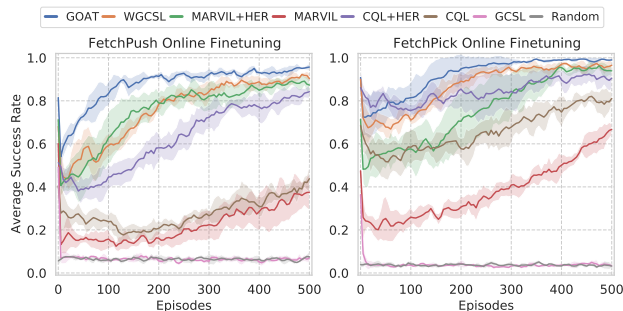 GOAT WGCSL MARVIL+HER MARVIL CQL+HER CQL GCSL Random
FetchPush Online Finetuning
1.0
0.8
0.6
0.4
0.2
0.0
Average Success Rate
0 100 200 300 400 500
Episodes
FetchPick Online Finetuning
1.0
0.8
0.6
0.4
0.2
0.0
0 100 200 300 400 500
Episodes